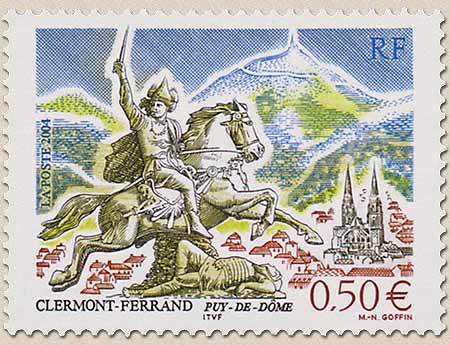 RF
LA POSTE 2004
CLERMONT-FERRAND PUY-DE-DÔME
0,50 €
ITVF
M.-N. GOFFIN